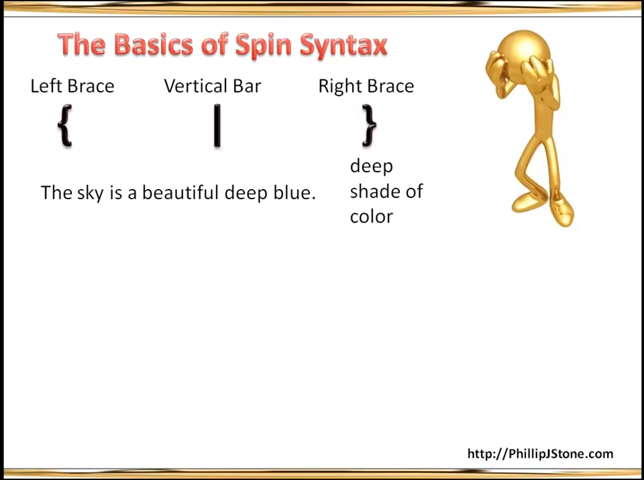 The Basics of Spin Syntax
Left Brace Vertical Bar Right Brace
{ | }
The sky is a beautiful deep blue.
deep
shade of
color
http://PhillipJStone.com